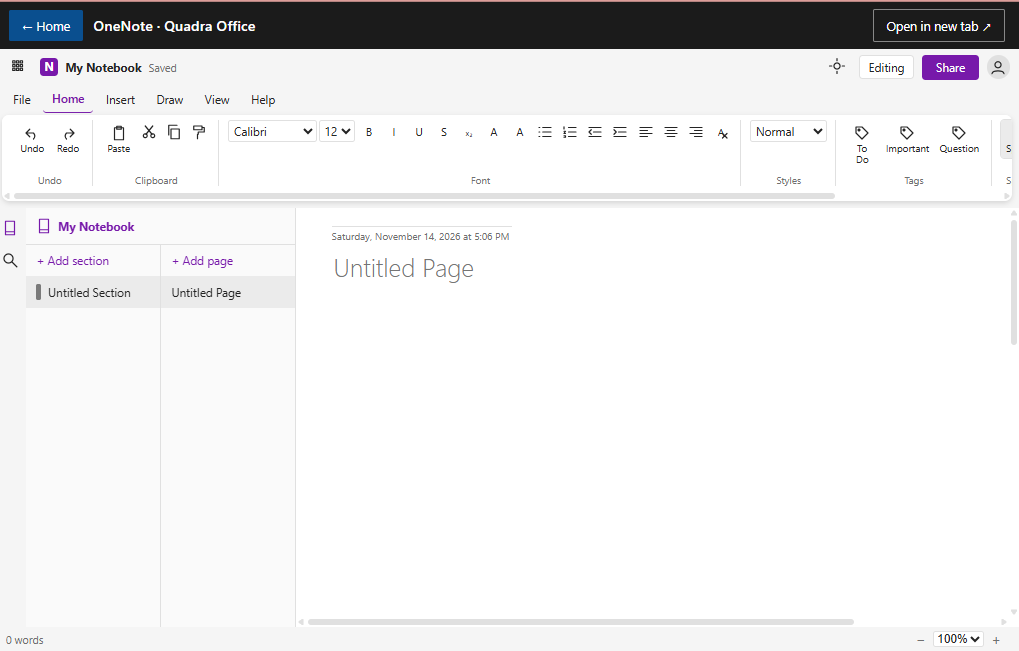 ← Home OneNote · Quadra Office Open in new tab ↗
N My Notebook Saved Editing Share
File Home Insert Draw View Help
Calibri 12 B I U S x₂ A A A Normal
Undo Redo Paste To Do Important Question S
Undo Clipboard Font Styles Tags S
My Notebook
+ Add section + Add page
Untitled Section Untitled Page
Saturday, November 14, 2026 at 5:06 PM
Untitled Page
0 words − 100% +